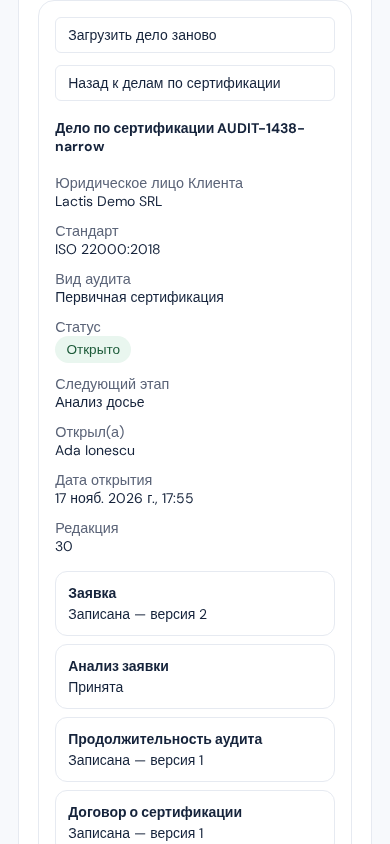 Загрузить дело заново
Назад к делам по сертификации
Дело по сертификации AUDIT-1438-
narrow
Юридическое лицо Клиента
Lactis Demo SRL
Стандарт
ISO 22000:2018
Вид аудита
Первичная сертификация
Статус
Открыто
Следующий этап
Анализ досье
Открыл(а)
Ada Ionescu
Дата открытия
17 нояб. 2026 г., 17:55
Редакция
30
Заявка
Записана — версия 2
Анализ заявки
Принята
Продолжительность аудита
Записана — версия 1
Договор о сертификации
Записана — версия 1